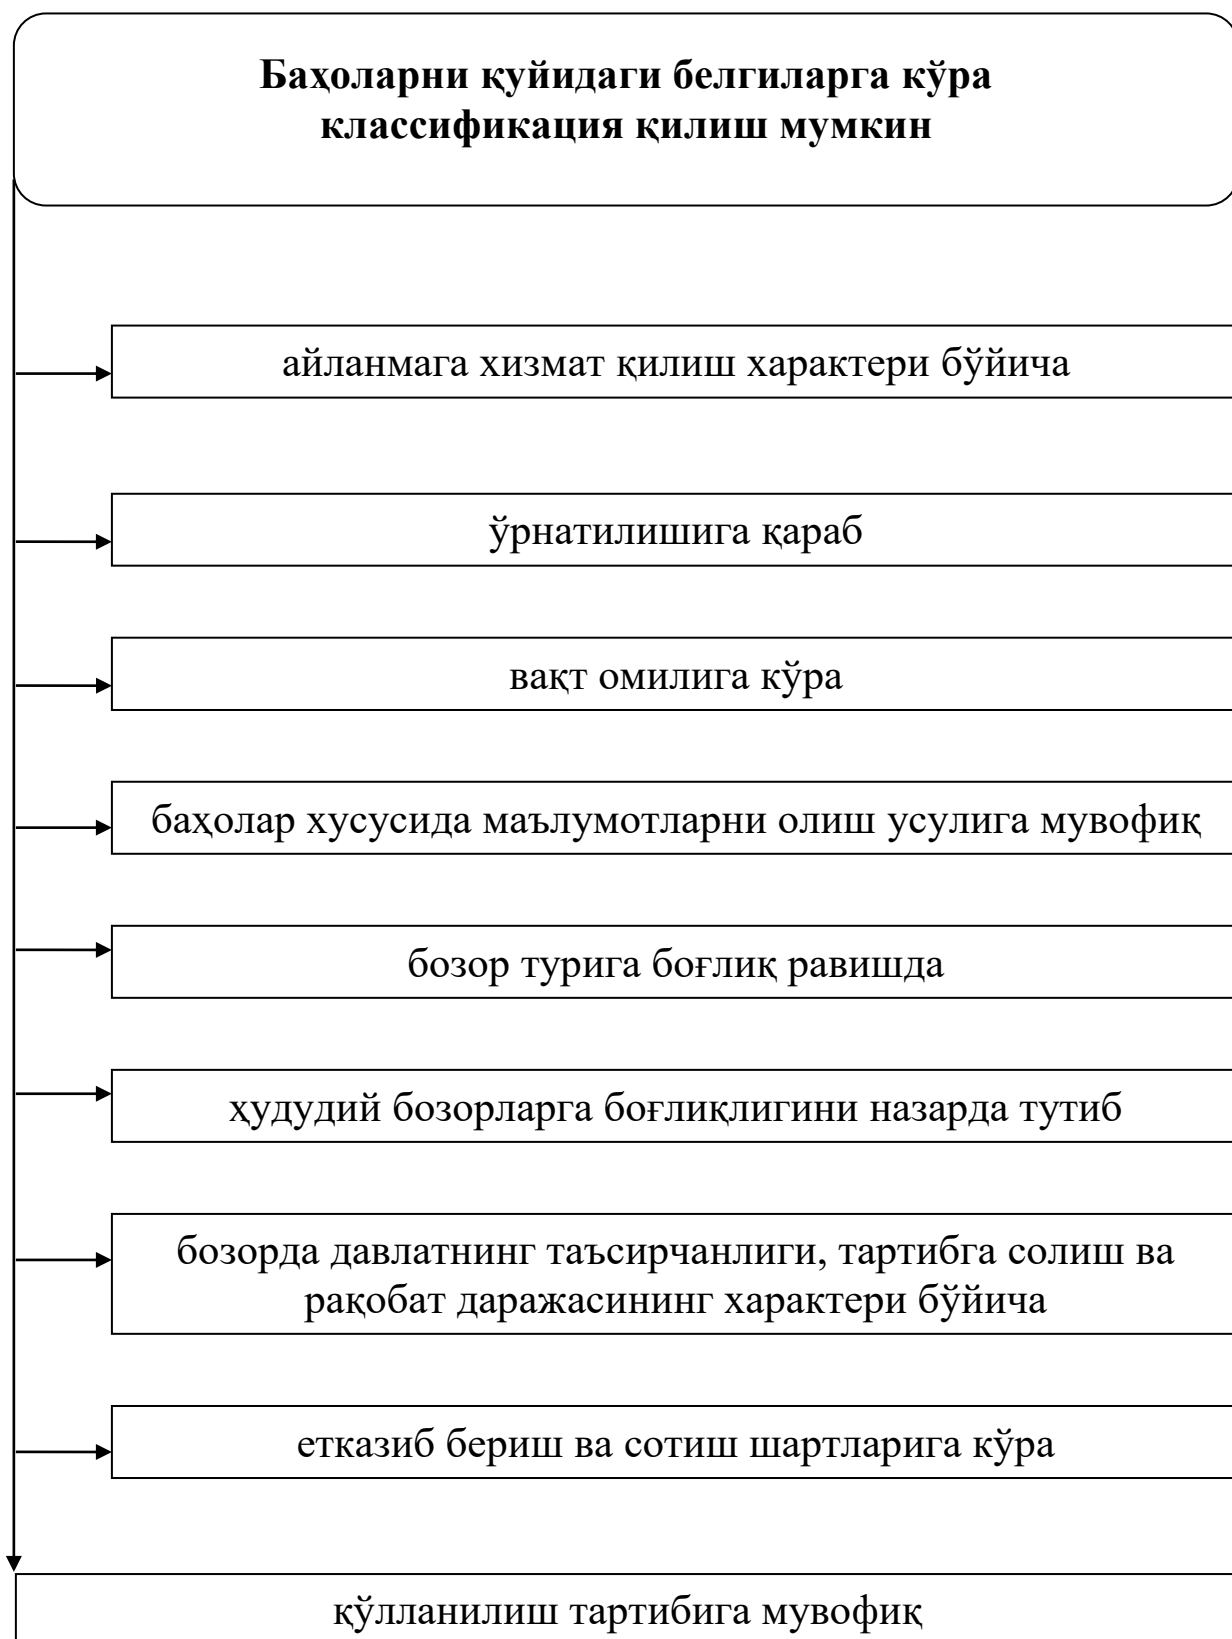 Баҳоларни қуйидаги белгиларга кўра
классификация қилиш мумкин
айланмага хизмат қилиш характери бўйича
ўрнатилишига қараб
вақт омилига кўра
баҳолар хусусида маълумотларни олиш усулига мувофиқ
бозор турига боғлиқ равишда
ҳудудий бозорларга боғлиқлигини назарда тутиб
бозорда давлатнинг таъсирчанлиги, тартибга солиш ва
рақобат даражасининг характери бўйича
етказиб бериш ва сотиш шартларига кўра
қўлланилиш тартибига мувофиқ